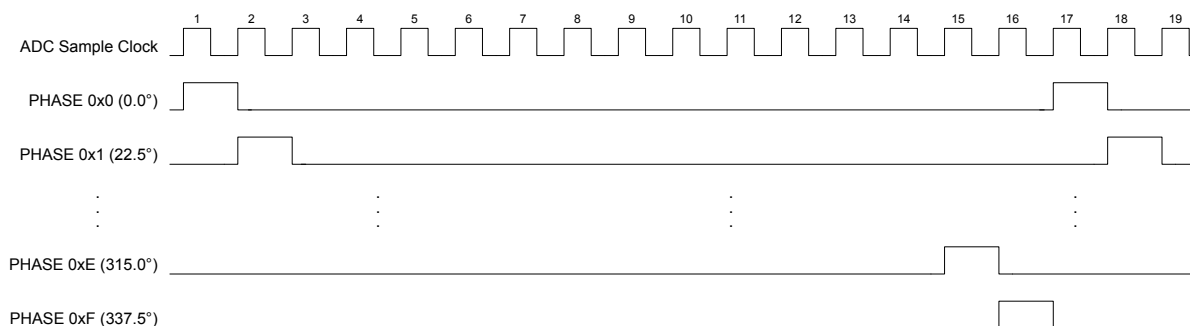 1 2 3 4 5 6 7 8 9 10 11 12 13 14 15 16 17 18 19
ADC Sample Clock
PHASE 0x0 (0.0°)
PHASE 0x1 (22.5°)
PHASE 0xE (315.0°)
PHASE 0xF (337.5°)